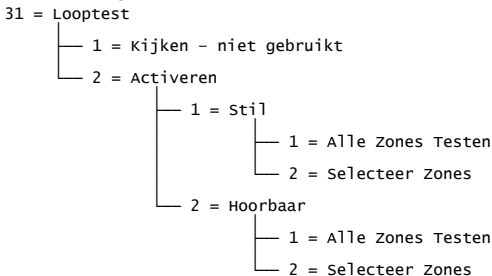 31 = Looptest
1 = Kijken – niet gebruikt
2 = Activeren
1 = Stil
1 = Alle Zones Testen
2 = Selecteer Zones
2 = Hoorbaar
1 = Alle Zones Testen
2 = Selecteer Zones